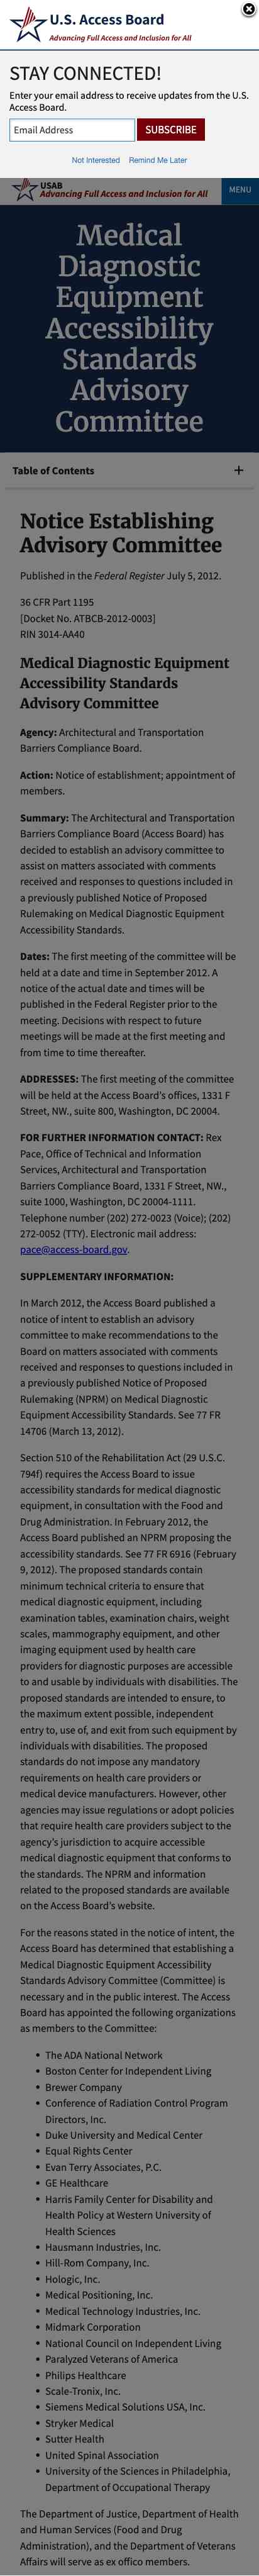 U.S. Access Board
Advancing Full Access and Inclusion for All
STAY CONNECTED!
Enter your email address to receive updates from the U.S.
Access Board.
Email Address
SUBSCRIBE
Not Interested Remind Me Later
USAB
Advancing Full Access and Inclusion for All
MENU
Medical
Diagnostic
Equipment
Accessibility
Standards
Advisory
Committee
Table of Contents +
Notice Establishing
Advisory Committee
Published in the Federal Register July 5, 2012.
36 CFR Part 1195
[Docket No. ATBCB-2012-0003]
RIN 3014-AA40
Medical Diagnostic Equipment
Accessibility Standards
Advisory Committee
Agency: Architectural and Transportation
Barriers Compliance Board.
Action: Notice of establishment; appointment of
members.
Summary: The Architectural and Transportation
Barriers Compliance Board (Access Board) has
decided to establish an advisory committee to
assist on matters associated with comments
received and responses to questions included in
a previously published Notice of Proposed
Rulemaking on Medical Diagnostic Equipment
Accessibility Standards.
Dates: The first meeting of the committee will be
held at a date and time in September 2012. A
notice of the actual date and times will be
published in the Federal Register prior to the
meeting. Decisions with respect to future
meetings will be made at the first meeting and
from time to time thereafter.
ADDRESSES: The first meeting of the committee
will be held at the Access Board's offices, 1331 F
Street, NW., suite 800, Washington, DC 20004.
FOR FURTHER INFORMATION CONTACT: Rex
Pace, Office of Technical and Information
Services, Architectural and Transportation
Barriers Compliance Board, 1331 F Street, NW.,
suite 1000, Washington, DC 20004-1111.
Telephone number (202) 272-0023 (Voice); (202)
272-0052 (TTY). Electronic mail address:
pace@access-board.gov.
SUPPLEMENTARY INFORMATION:
In March 2012, the Access Board published a
notice of intent to establish an advisory
committee to make recommendations to the
Board on matters associated with comments
received and responses to questions included in
a previously published Notice of Proposed
Rulemaking (NPRM) on Medical Diagnostic
Equipment Accessibility Standards. See 77 FR
14706 (March 13, 2012).
Section 510 of the Rehabilitation Act (29 U.S.C.
794f) requires the Access Board to issue
accessibility standards for medical diagnostic
equipment, in consultation with the Food and
Drug Administration. In February 2012, the
Access Board published an NPRM proposing the
accessibility standards. See 77 FR 6916 (February
9, 2012). The proposed standards contain
minimum technical criteria to ensure that
medical diagnostic equipment, including
examination tables, examination chairs, weight
scales, mammography equipment, and other
imaging equipment used by health care
providers for diagnostic purposes are accessible
to and usable by individuals with disabilities. The
proposed standards are intended to ensure, to
the maximum extent possible, independent
entry to, use of, and exit from such equipment by
individuals with disabilities. The proposed
standards do not impose any mandatory
requirements on health care providers or
medical device manufacturers. However, other
agencies may issue regulations or adopt policies
that require health care providers subject to the
agency's jurisdiction to acquire accessible
medical diagnostic equipment that conforms to
the standards. The NPRM and information
related to the proposed standards are available
on the Access Board's website.
For the reasons stated in the notice of intent, the
Access Board has determined that establishing a
Medical Diagnostic Equipment Accessibility
Standards Advisory Committee (Committee) is
necessary and in the public interest. The Access
Board has appointed the following organizations
as members to the Committee:
• The ADA National Network
• Boston Center for Independent Living
• Brewer Company
• Conference of Radiation Control Program
Directors, Inc.
• Duke University and Medical Center
• Equal Rights Center
• Evan Terry Associates, P.C.
• GE Healthcare
• Harris Family Center for Disability and
Health Policy at Western University of
Health Sciences
• Hausmann Industries, Inc.
• Hill-Rom Company, Inc.
• Hologic, Inc.
• Medical Positioning, Inc.
• Medical Technology Industries, Inc.
• Midmark Corporation
• National Council on Independent Living
• Paralyzed Veterans of America
• Philips Healthcare
• Scale-Tronix, Inc.
• Siemens Medical Solutions USA, Inc.
• Stryker Medical
• Sutter Health
• United Spinal Association
• University of the Sciences in Philadelphia,
Department of Occupational Therapy
The Department of Justice, Department of Health
and Human Services (Food and Drug
Administration), and the Department of Veterans
Affairs will serve as ex offico members.